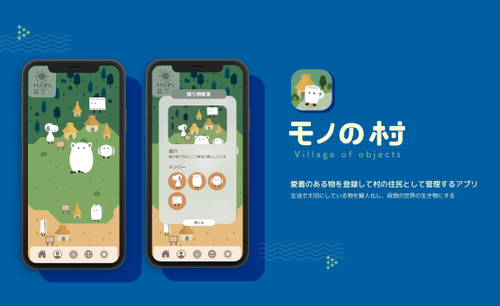 モノの村
Village of objects
愛着のある物を登録して村の住民として管理するアプリ
生活で大切にしている物を擬人化し、仮想の世界の生き物にする
紹介
メンバー